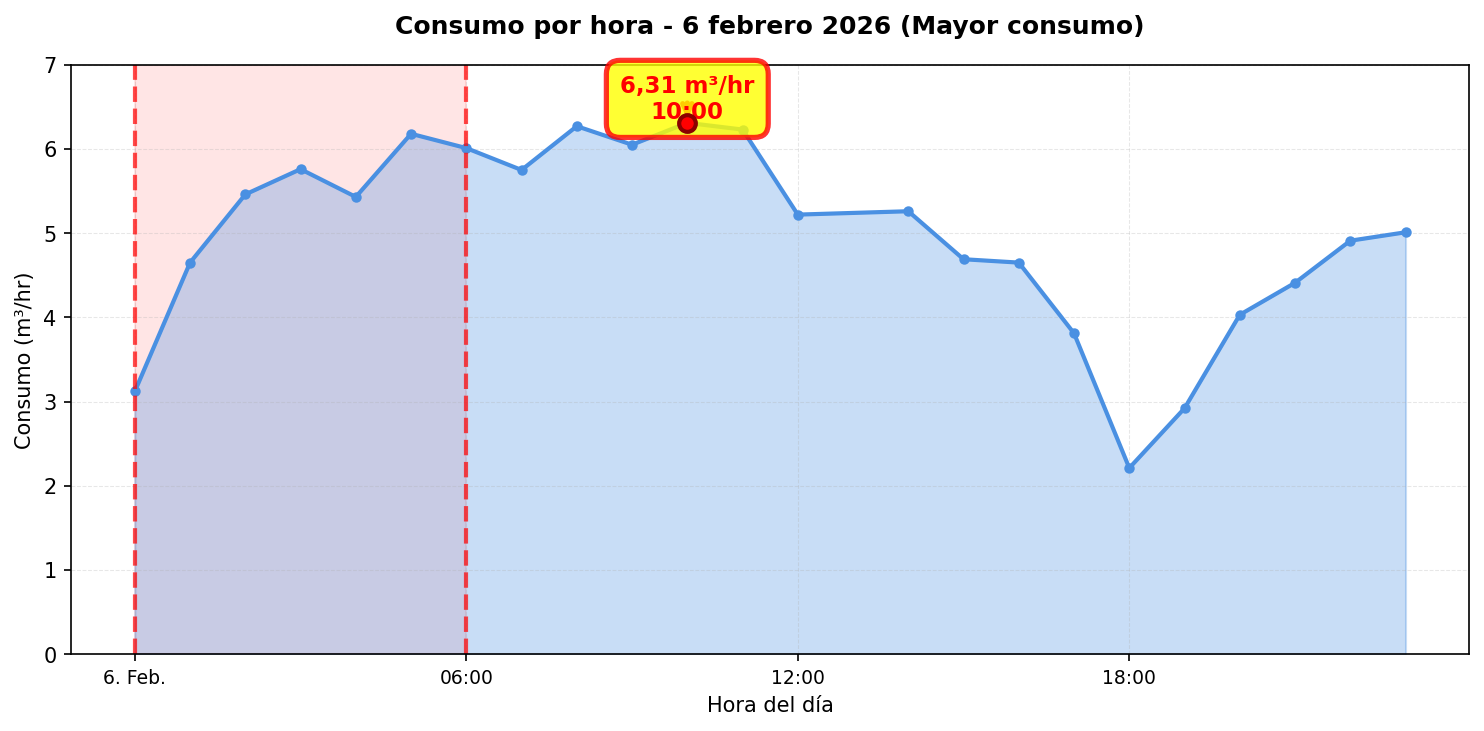 Consumo por hora - 6 febrero 2026 (Mayor consumo)
6,31 m³/hr
10:00
Consumo (m³/hr)
7
6
5
4
3
2
1
0
6. Feb.
06:00
12:00
18:00
Hora del día